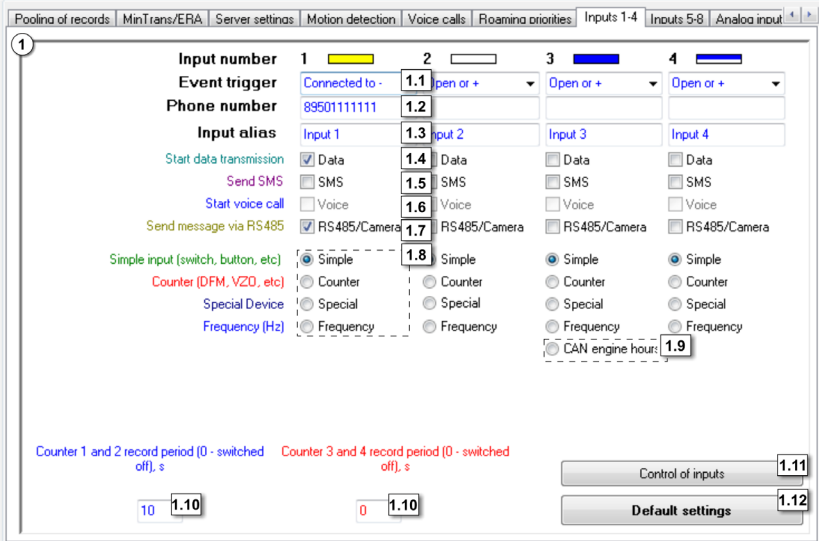 Pooling of records MinTrans/ERA Server settings Motion detection Voice calls Roaming priorities Inputs 1-4 Inputs 5-8 Analog input
1
Input number 1 2 3 4
Event trigger Connected to - 1.1 pen or + Open or + Open or +
Phone number 89501111111 1.2
Input alias Input 1 1.3 nput 2 Input 3 Input 4
Start data transmission Data 1.4 Data Data Data
Send SMS SMS 1.5 SMS SMS SMS
Start voice call Voice 1.6 Voice Voice Voice
Send message via RS485 RS485/Camera 1.7 RS485/Camera RS485/Camera RS485/Camera
Simple input (switch, button, etc) Simple 1.8 Simple Simple Simple
Counter (DFM, VZO, etc) Counter Counter Counter Counter
Special Device Special Special Special Special
Frequency (Hz) Frequency Frequency Frequency Frequency
CAN engine hours 1.9
Counter 1 and 2 record period (0 - switched Counter 3 and 4 record period (0 - switched
off), s off), s
Control of inputs 1.11
10 1.10 0 1.10 Default settings 1.12